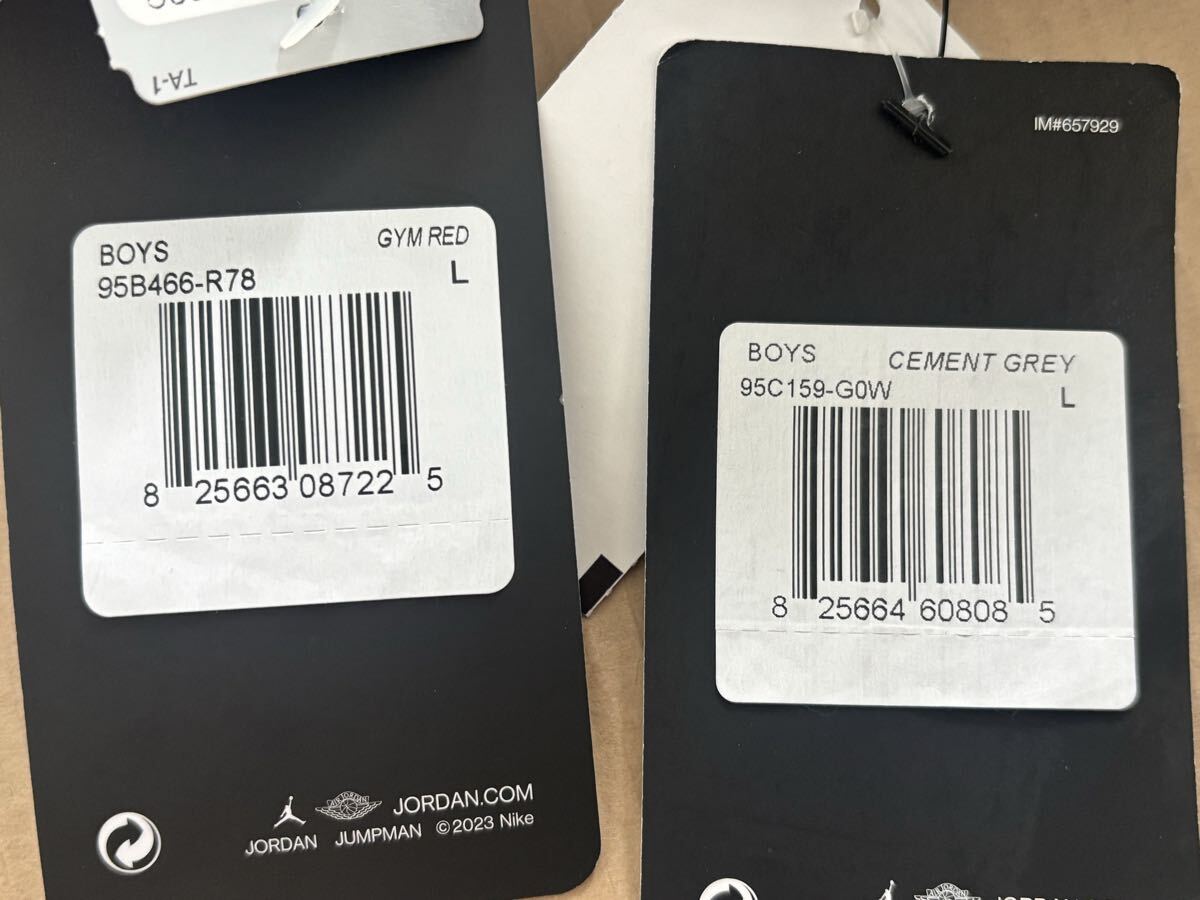 TA-1
BOYS GYM RED
95B466-R78 L
8 25663 08722 5
JORDAN.COM
JORDAN JUMPMAN ©2023 Nike
IM#657929
BOYS CEMENT GREY
95C159-G0W L
8 25664 60808 5